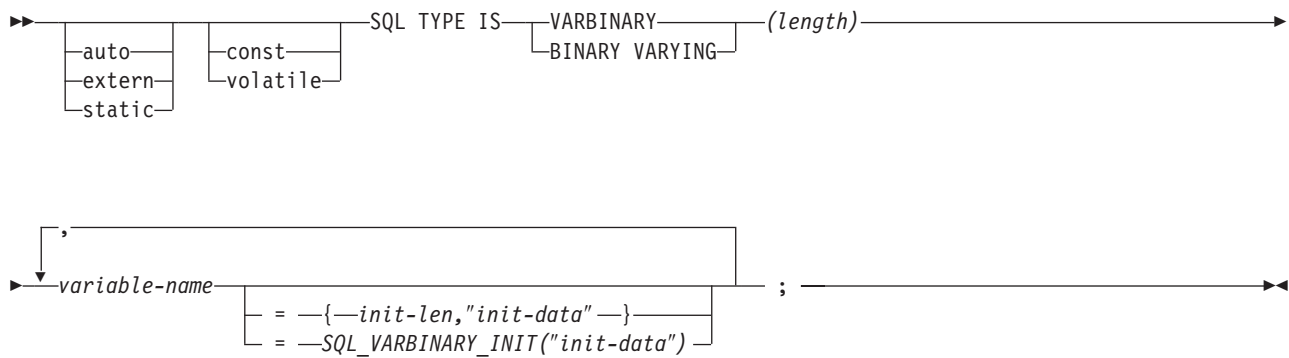 SQL TYPE IS VARBINARY (length)
auto const BINARY VARYING
extern volatile
static
,
variable-name ;
= { init-len,"init-data" }
= SQL_VARBINARY_INIT("init-data")